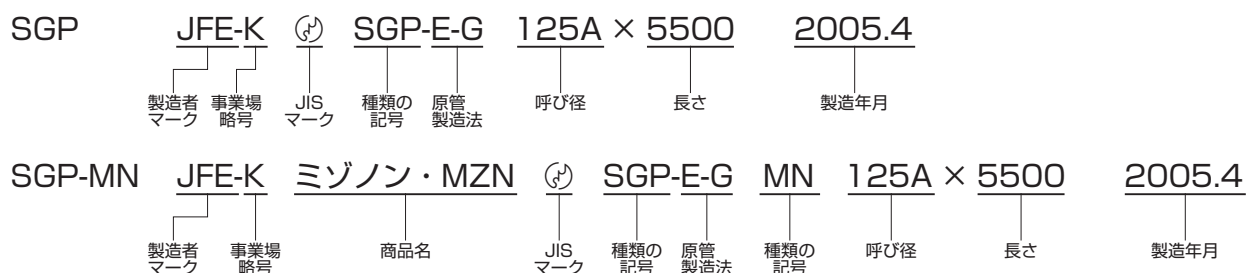 SGP JFE-K SGP-E-G 125A × 5500 2005.4
製造者 事業場 JIS 種類の 原管 呼び径 長さ 製造年月
マーク 略号 マーク 記号 製造法
SGP-MN JFE-K ミゾノン・MZN SGP-E-G MN 125A × 5500 2005.4
製造者 事業場 商品名 JIS 種類の 原管 種類の 呼び径 長さ 製造年月
マーク 略号 マーク 記号 製造法 記号